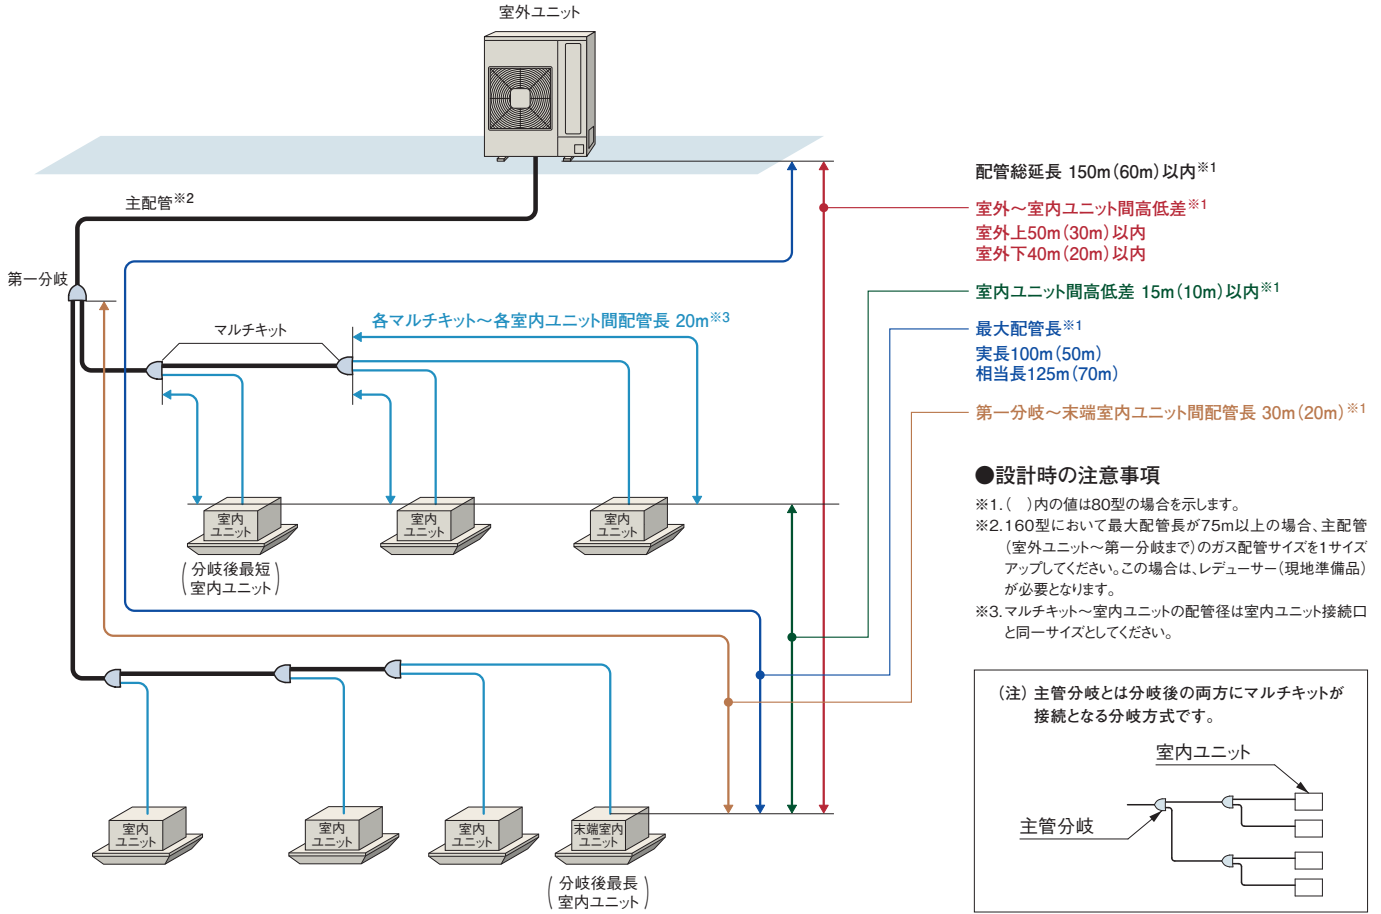 室外ユニット
主配管※2
第一分岐
マルチキット
各マルチキット～各室内ユニット間配管長 20m※3
室内
ユニット
室内
ユニット
室内
ユニット
(分岐後最短
室内ユニット)
室内
ユニット
室内
ユニット
室内
ユニット
末端室内
ユニット
(分岐後最長
室内ユニット)
配管総延長 150m(60m)以内※1
室外～室内ユニット間高低差※1
室外上50m(30m)以内
室外下40m(20m)以内
室内ユニット間高低差 15m(10m)以内※1
最大配管長※1
実長100m(50m)
相当長125m(70m)
第一分岐～末端室内ユニット間配管長 30m(20m)※1
●設計時の注意事項
※1.(　)内の値は80型の場合を示します。
※2.160型において最大配管長が75m以上の場合、主配管
(室外ユニット～第一分岐まで)のガス配管サイズを1サイズ
アップしてください。この場合は、レデューサー(現地準備品)
が必要となります。
※3.マルチキット～室内ユニットの配管径は室内ユニット接続口
と同一サイズとしてください。
(注) 主管分岐とは分岐後の両方にマルチキットが
接続となる分岐方式です。
室内ユニット
主管分岐